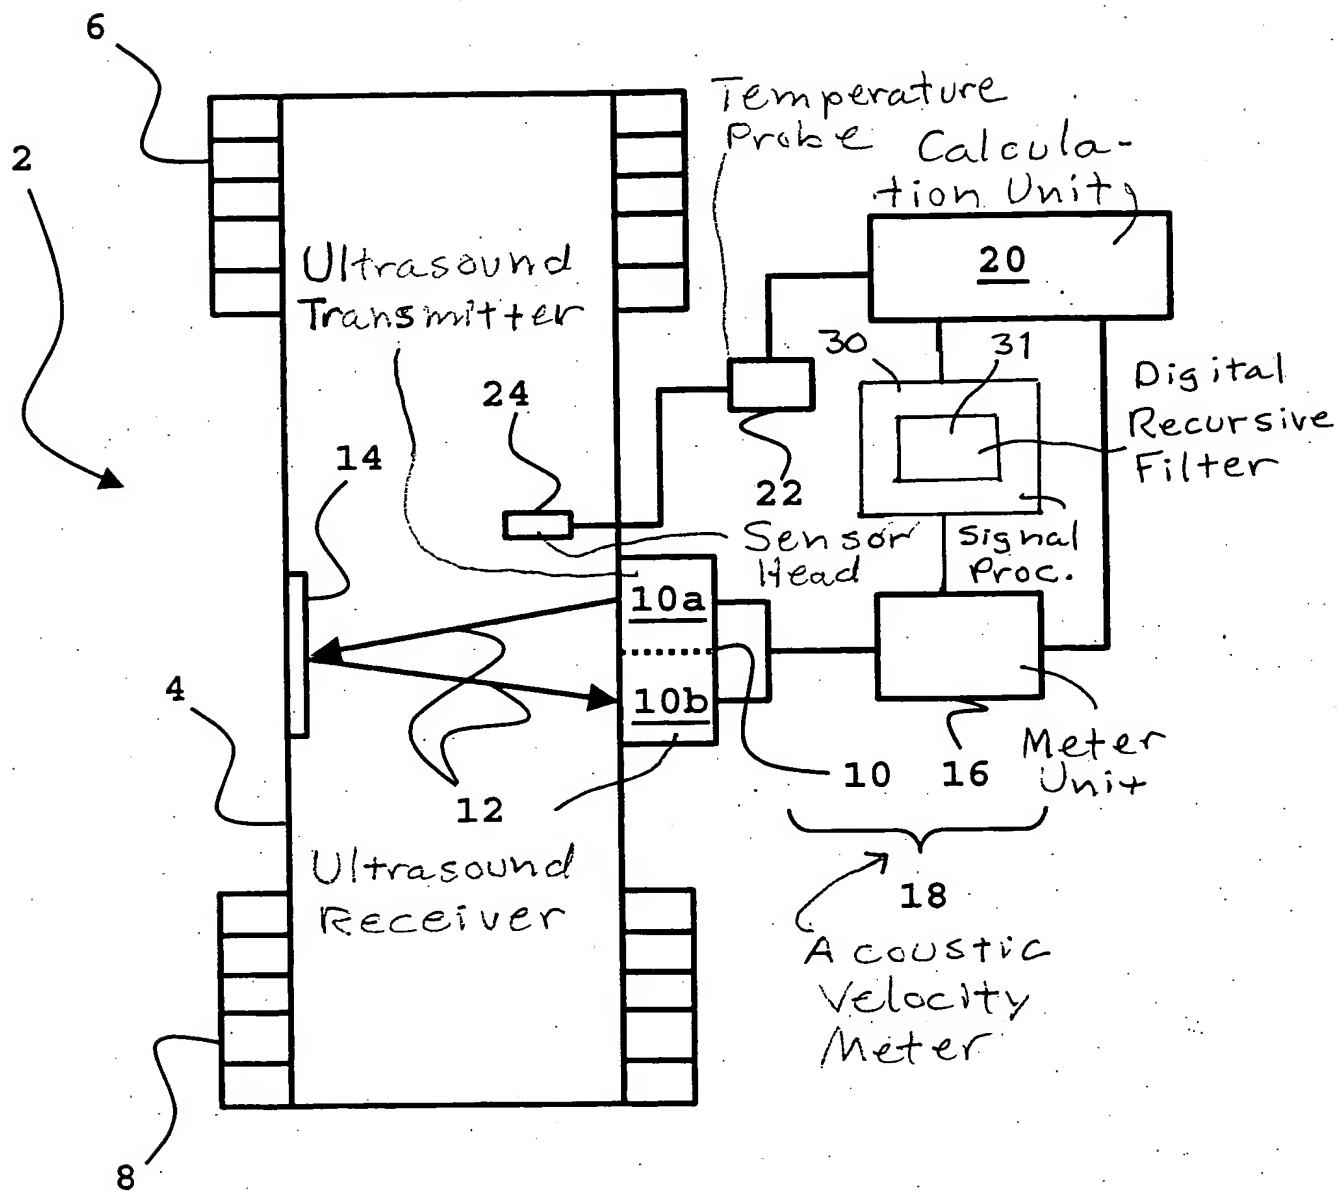 6
Temperature
Probe
Calcula-
tion Unit
2
20
Ultrasound
Transmitter
30
31
Digital
Recursive
Filter
24
14
22
Sensor
Head
Signal
Proc.
10a
10b
4
Meter
Unit
10
16
12
Ultrasound
Receiver
18
Acoustic
Velocity
Meter
8